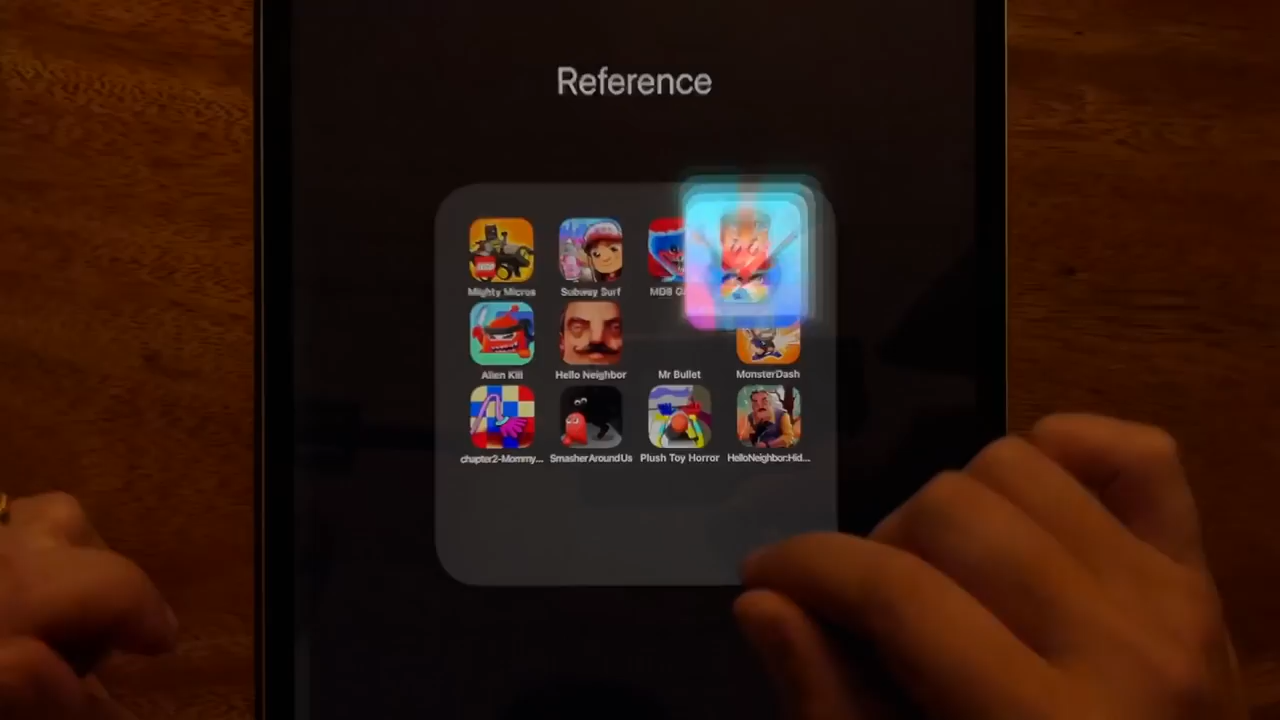 Reference
Mighty Micros
Subway Surf
Alien Kill
Hello Neighbor
Mr Bullet
MonsterDash
chapter2-Mommy...
SmasherAroundUs
Plush Toy Horror
HelloNeighbor:Hid...